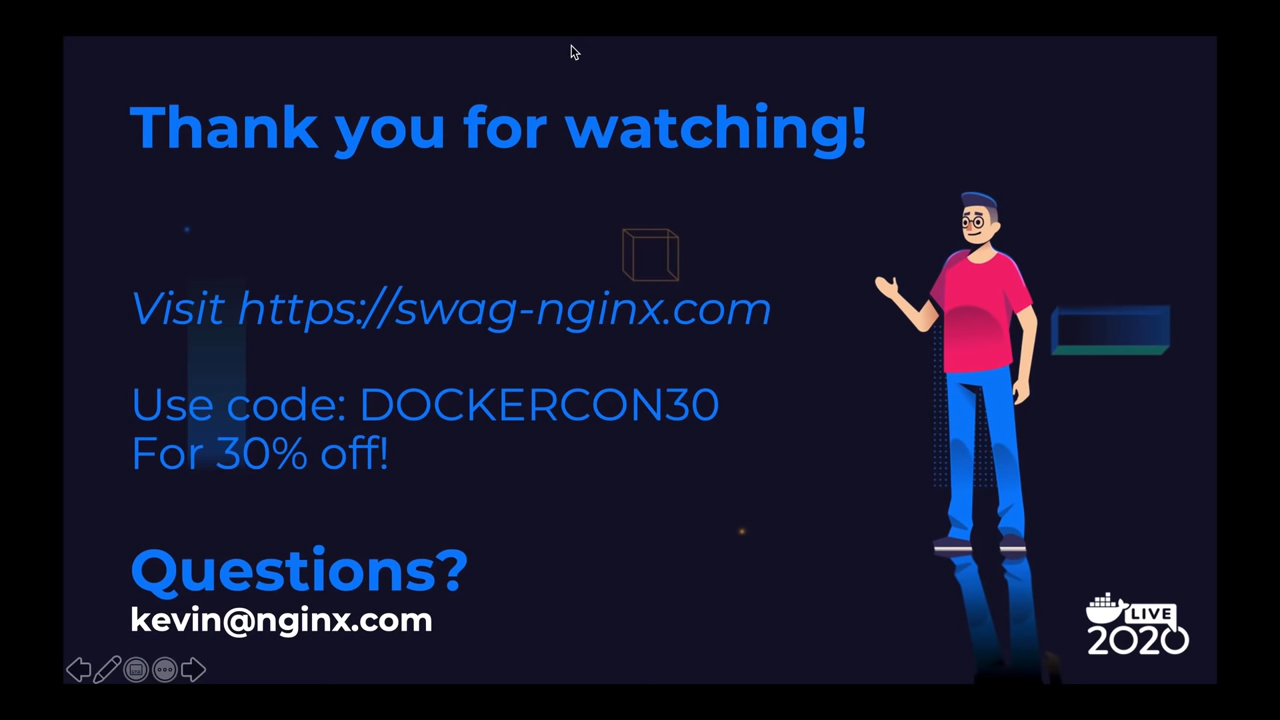 Thank you for watching!
Visit https://swag-nginx.com
Use code: DOCKERCON30
For 30% off!
Questions?
kevin@nginx.com
LIVE
2020